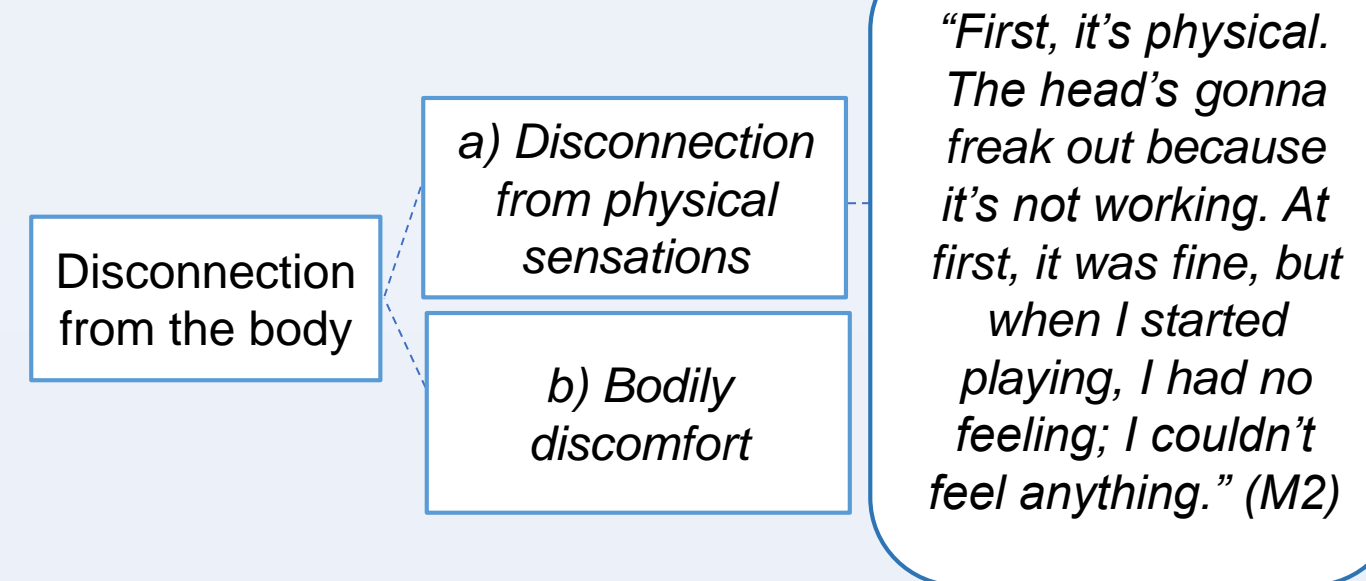 Disconnection
from the body
a) Disconnection
from physical
sensations
b) Bodily
discomfort
“First, it’s physical.
The head’s gonna
freak out because
it’s not working. At
first, it was fine, but
when I started
playing, I had no
feeling; I couldn’t
feel anything.” (M2)